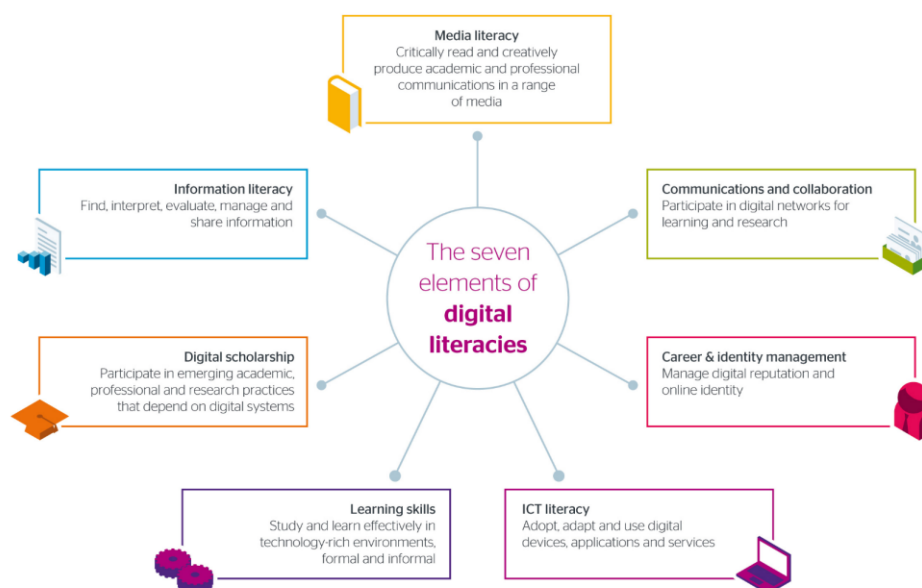 Media literacy
Critically read and creatively
produce academic and professional
communications in a range
of media
Information literacy
Find, interpret, evaluate, manage and
share information
Communications and collaboration
Participate in digital networks for
learning and research
The seven
elements of
digital
literacies
Digital scholarship
Participate in emerging academic,
professional and research practices
that depend on digital systems
Career & identity management
Manage digital reputation and
online identity
Learning skills
Study and learn effectively in
technology-rich environments,
formal and informal
ICT literacy
Adopt, adapt and use digital
devices, applications and services